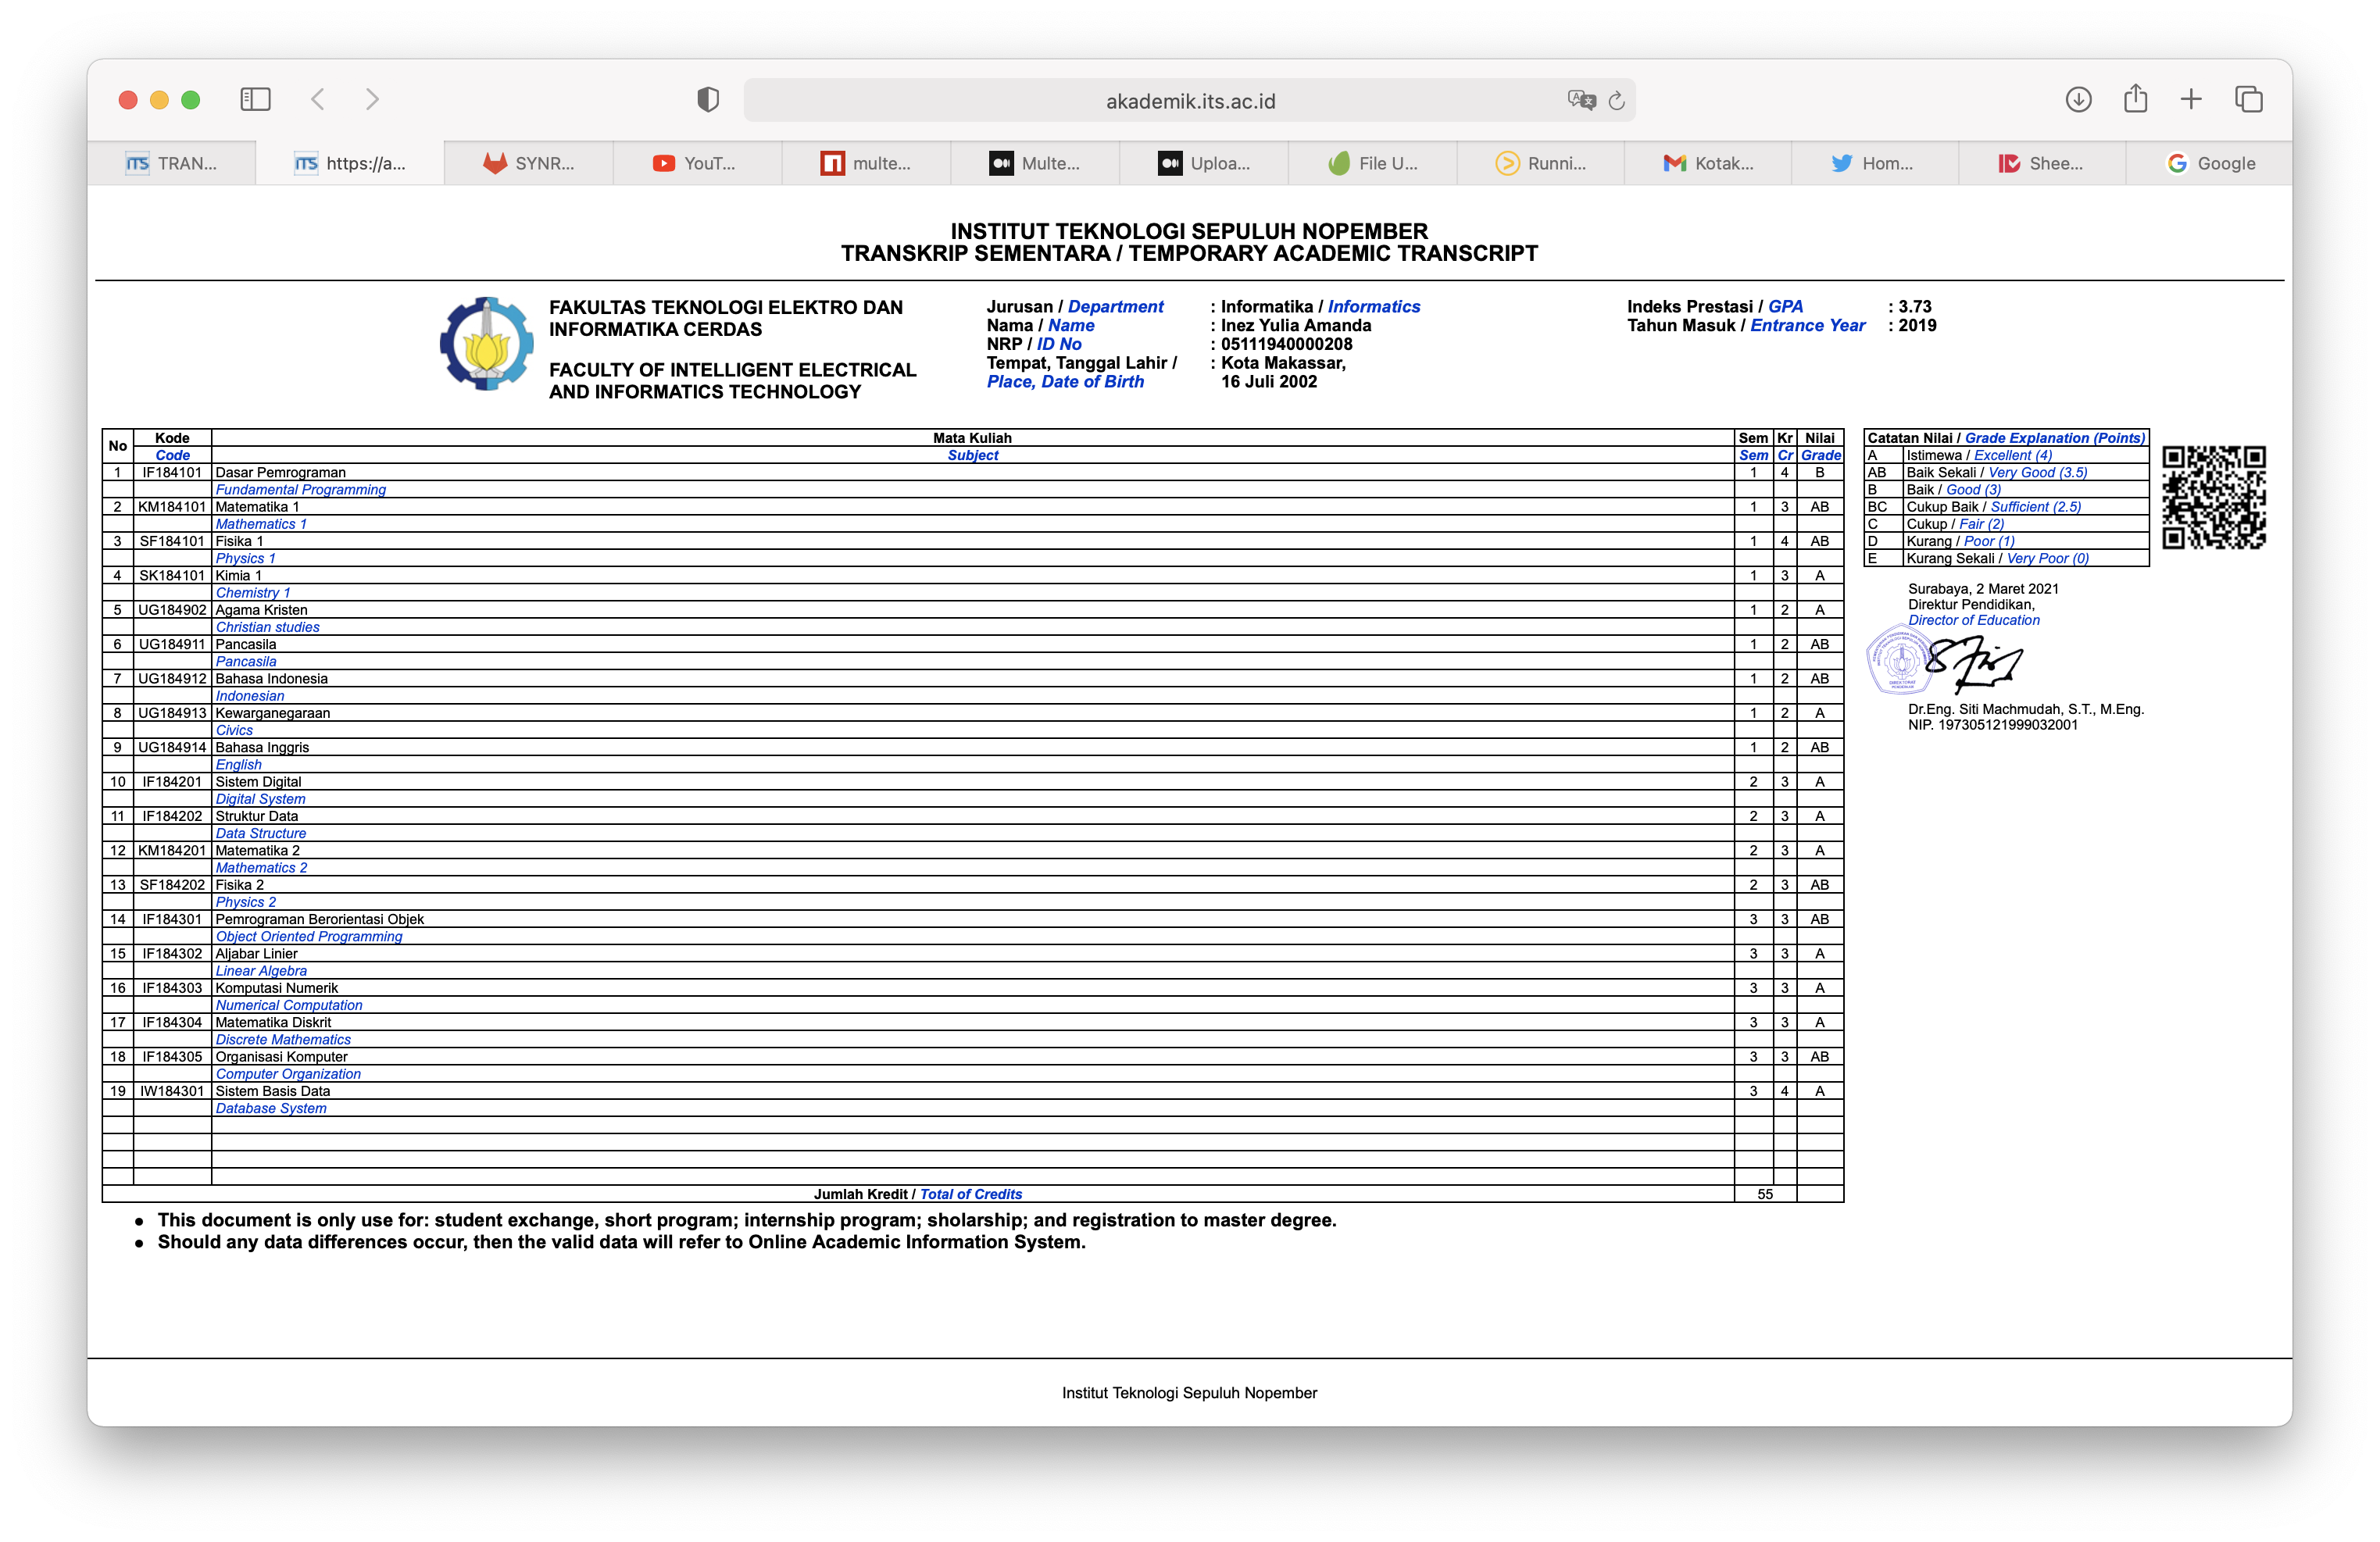 akademik.its.ac.id
TRAN...
https://a...
SYNR...
YouT...
multe...
Multe...
Uploa...
File U...
Runni...
Kotak...
Hom...
Shee...
Google
INSTITUT TEKNOLOGI SEPULUH NOPEMBER
TRANSKRIP SEMENTARA / TEMPORARY ACADEMIC TRANSCRIPT
FAKULTAS TEKNOLOGI ELEKTRO DAN
INFORMATIKA CERDAS
FACULTY OF INTELLIGENT ELECTRICAL
AND INFORMATICS TECHNOLOGY
Jurusan / Department : Informatika / Informatics
Nama / Name : Inez Yulia Amanda
NRP / ID No : 05111940000208
Tempat, Tanggal Lahir / : Kota Makassar,
Place, Date of Birth 16 Juli 2002
Indeks Prestasi / GPA : 3.73
Tahun Masuk / Entrance Year : 2019
No Kode Mata Kuliah Sem Kr Nilai
Code Subject Sem Cr Grade
1 IF184101 Dasar Pemrograman 1 4 B
Fundamental Programming
2 KM184101 Matematika 1 1 3 AB
Mathematics 1
3 SF184101 Fisika 1 1 4 AB
Physics 1
4 SK184101 Kimia 1 1 3 A
Chemistry 1
5 UG184902 Agama Kristen 1 2 A
Christian studies
6 UG184911 Pancasila 1 2 AB
Pancasila
7 UG184912 Bahasa Indonesia 1 2 AB
Indonesian
8 UG184913 Kewarganegaraan 1 2 A
Civics
9 UG184914 Bahasa Inggris 1 2 AB
English
10 IF184201 Sistem Digital 2 3 A
Digital System
11 IF184202 Struktur Data 2 3 A
Data Structure
12 KM184201 Matematika 2 2 3 A
Mathematics 2
13 SF184202 Fisika 2 2 3 AB
Physics 2
14 IF184301 Pemrograman Berorientasi Objek 3 3 AB
Object Oriented Programming
15 IF184302 Aljabar Linier 3 3 A
Linear Algebra
16 IF184303 Komputasi Numerik 3 3 A
Numerical Computation
17 IF184304 Matematika Diskrit 3 3 A
Discrete Mathematics
18 IF184305 Organisasi Komputer 3 3 AB
Computer Organization
19 IW184301 Sistem Basis Data 3 4 A
Database System
Jumlah Kredit / Total of Credits 55
Catatan Nilai / Grade Explanation (Points)
A Istimewa / Excellent (4)
AB Baik Sekali / Very Good (3.5)
B Baik / Good (3)
BC Cukup Baik / Sufficient (2.5)
C Cukup / Fair (2)
D Kurang / Poor (1)
E Kurang Sekali / Very Poor (0)
Surabaya, 2 Maret 2021
Direktur Pendidikan,
Director of Education
Dr.Eng. Siti Machmudah, S.T., M.Eng.
NIP. 197305121999032001
● This document is only use for: student exchange, short program; internship program; sholarship; and registration to master degree.
● Should any data differences occur, then the valid data will refer to Online Academic Information System.
Institut Teknologi Sepuluh Nopember